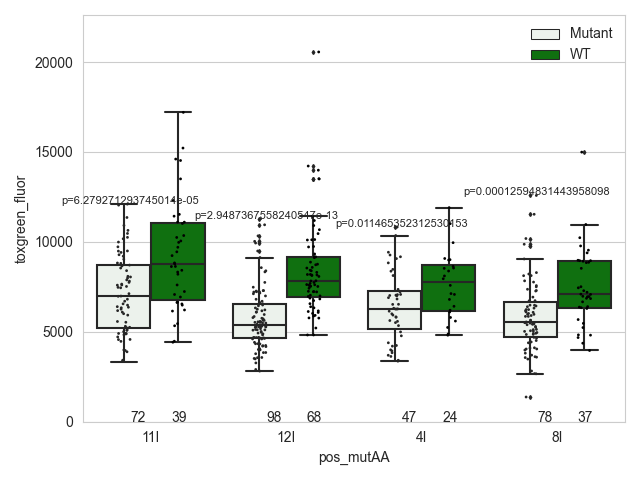 Mutant
WT
20000
15000
10000
5000
0
toxgreen_fluor
p=6.279271293745014e-05
p=2.9487367558240547e-13
p=0.011465352312530453
p=0.00012594831443958098
72 39 98 68 47 24 78 37
11I 12I 4I 8I
pos_mutAA